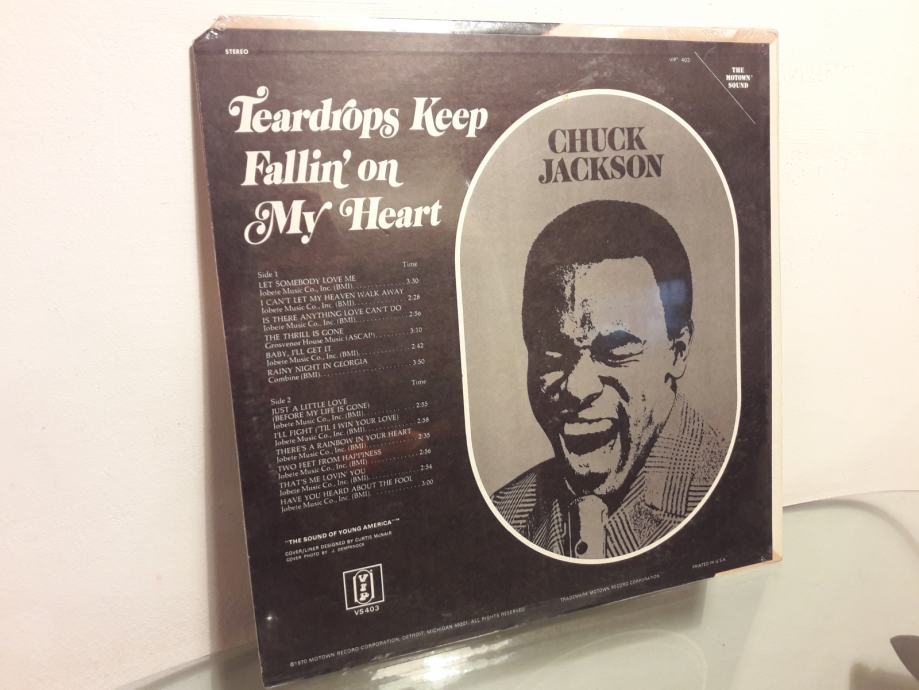 STEREO
VIP 403
THE
MOTOWN
SOUND
Teardrops Keep
Fallin' on
My Heart
CHUCK
JACKSON
Side 1 Time
LET SOMEBODY LOVE ME
Jobete Music Co., Inc. (BMI) 3:30
I CAN'T LET MY HEAVEN WALK AWAY
Jobete Music Co., Inc. (BMI) 2:28
IS THERE ANYTHING LOVE CAN'T DO
Jobete Music Co., Inc. (BMI) 2:56
THE THRILL IS GONE
Grosvenor House Music (ASCAP) 3:10
BABY, I'LL GET IT
Jobete Music Co., Inc. (BMI) 2:42
RAINY NIGHT IN GEORGIA
Combine (BMI) 3:50
Side 2 Time
JUST A LITTLE LOVE
(BEFORE MY LIFE IS GONE)
Jobete Music Co., Inc. (BMI) 2:55
I'LL FIGHT ('TIL I WIN YOUR LOVE)
Jobete Music Co., Inc. (BMI) 2:58
THERE'S A RAINBOW IN YOUR HEART
Jobete Music Co., Inc. (BMI) 2:35
TWO FEET FROM HAPPINESS
Jobete Music Co., Inc. (BMI) 2:56
THAT'S ME LOVIN' YOU
Jobete Music Co., Inc. (BMI) 2:54
HAVE YOU HEARD ABOUT THE FOOL
Jobete Music Co., Inc. (BMI) 3:00
"THE SOUND OF YOUNG AMERICA"™
COVER/LINER DESIGNED BY CURTIS McNAIR
COVER PHOTO BY J. DEMPENOCK
VIP
VS403
©1970 MOTOWN RECORD CORPORATION, DETROIT, MICHIGAN 48201. ALL RIGHTS RESERVED
TRADEMARK MOTOWN RECORD CORPORATION
PRINTED IN U.S.A.